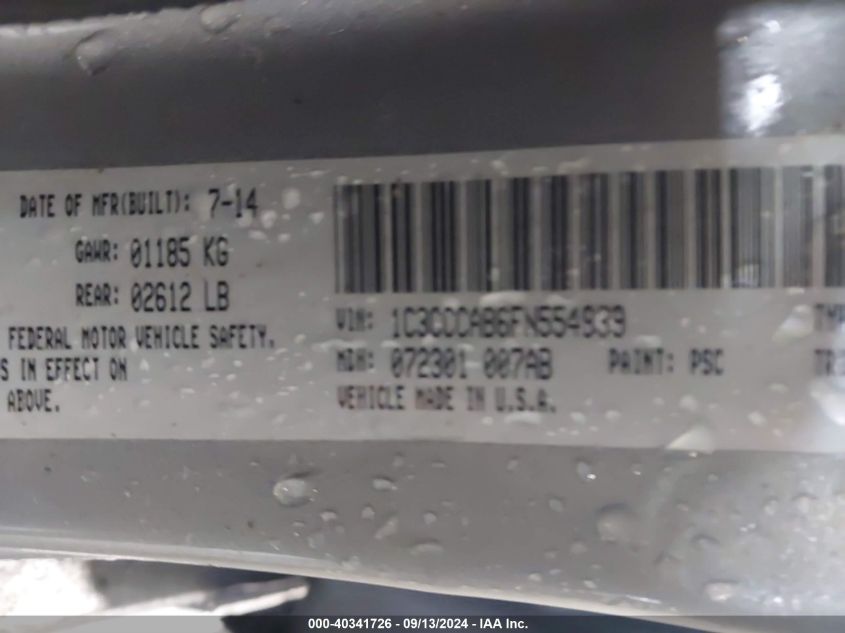 DATE OF MFR(BUILT): 7-14
GAWR: 01185 KG
REAR: 02612 LB
FEDERAL MOTOR VEHICLE SAFETY.
S IN EFFECT ON
ABOVE.
VIN: 1C3CCCAB6FN554939
MDH: 072301 007AB PAINT: PSC
VEHICLE MADE IN U.S.A.
000-40341726 - 09/13/2024 - IAA Inc.